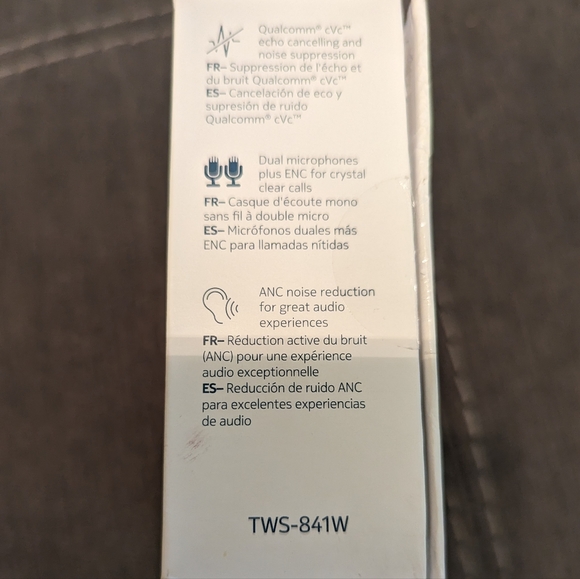 Qualcomm® cVc™
echo cancelling and
noise suppression
FR– Suppression de l'écho et
du bruit Qualcomm® cVc™
ES– Cancelación de eco y
supresión de ruido
Qualcomm® cVc™
Dual microphones
plus ENC for crystal
clear calls
FR– Casque d'écoute mono
sans fil à double micro
ES– Micrófonos duales más
ENC para llamadas nítidas
ANC noise reduction
for great audio
experiences
FR– Réduction active du bruit
(ANC) pour une expérience
audio exceptionnelle
ES– Reducción de ruido ANC
para excelentes experiencias
de audio
TWS-841W